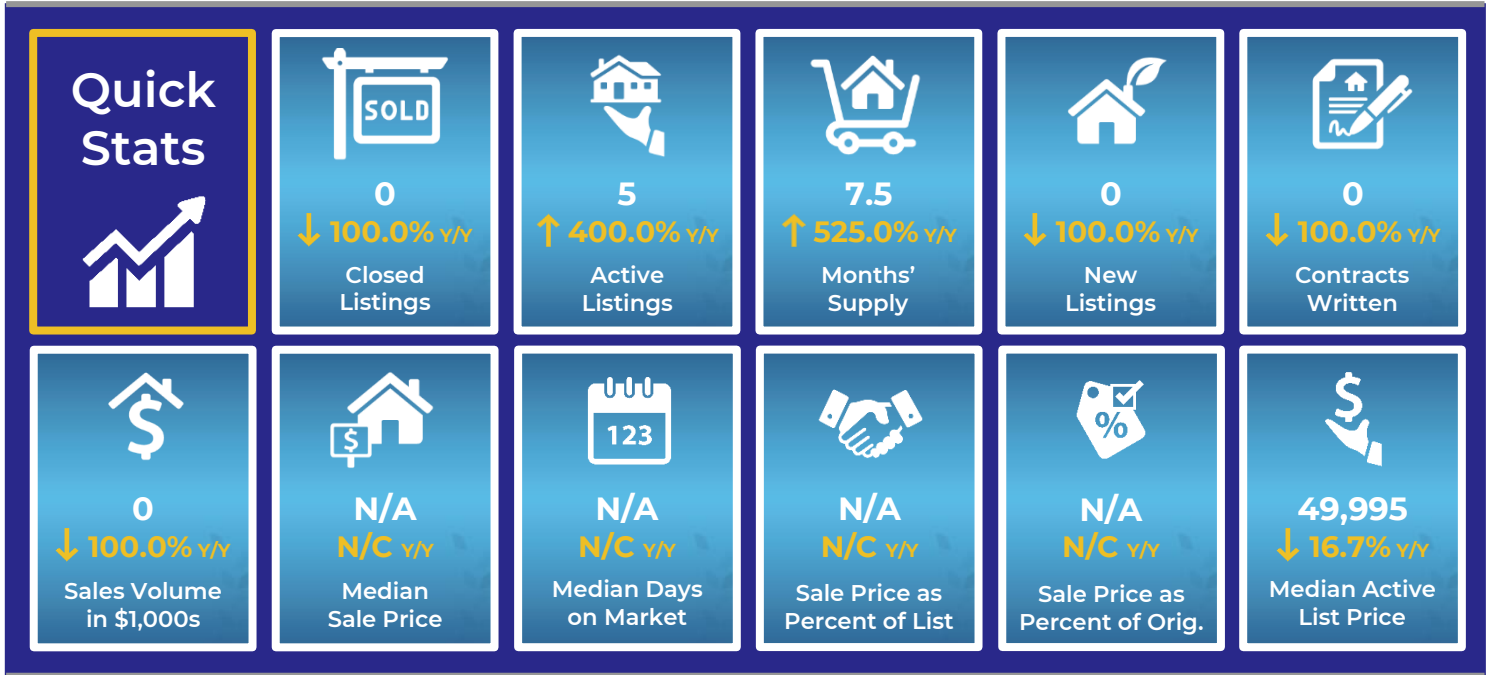 Quick
Stats
SOLD
0
↓ 100.0% Y/Y
Closed
Listings
5
↑ 400.0% Y/Y
Active
Listings
7.5
↑ 525.0% Y/Y
Months’
Supply
0
↓ 100.0% Y/Y
New
Listings
0
↓ 100.0% Y/Y
Contracts
Written
$
0
↓ 100.0% Y/Y
Sales Volume
in $1,000s
$
N/A
N/C Y/Y
Median
Sale Price
123
N/A
N/C Y/Y
Median Days
on Market
N/A
N/C Y/Y
Sale Price as
Percent of List
%
N/A
N/C Y/Y
Sale Price as
Percent of Orig.
$
49,995
↓ 16.7% Y/Y
Median Active
List Price